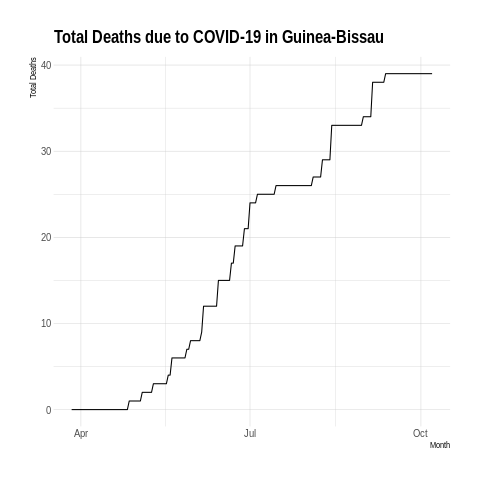 Total Deaths due to COVID-19 in Guinea-Bissau
Total Deaths
40
30
20
10
0
Apr
Jul
Oct
Month